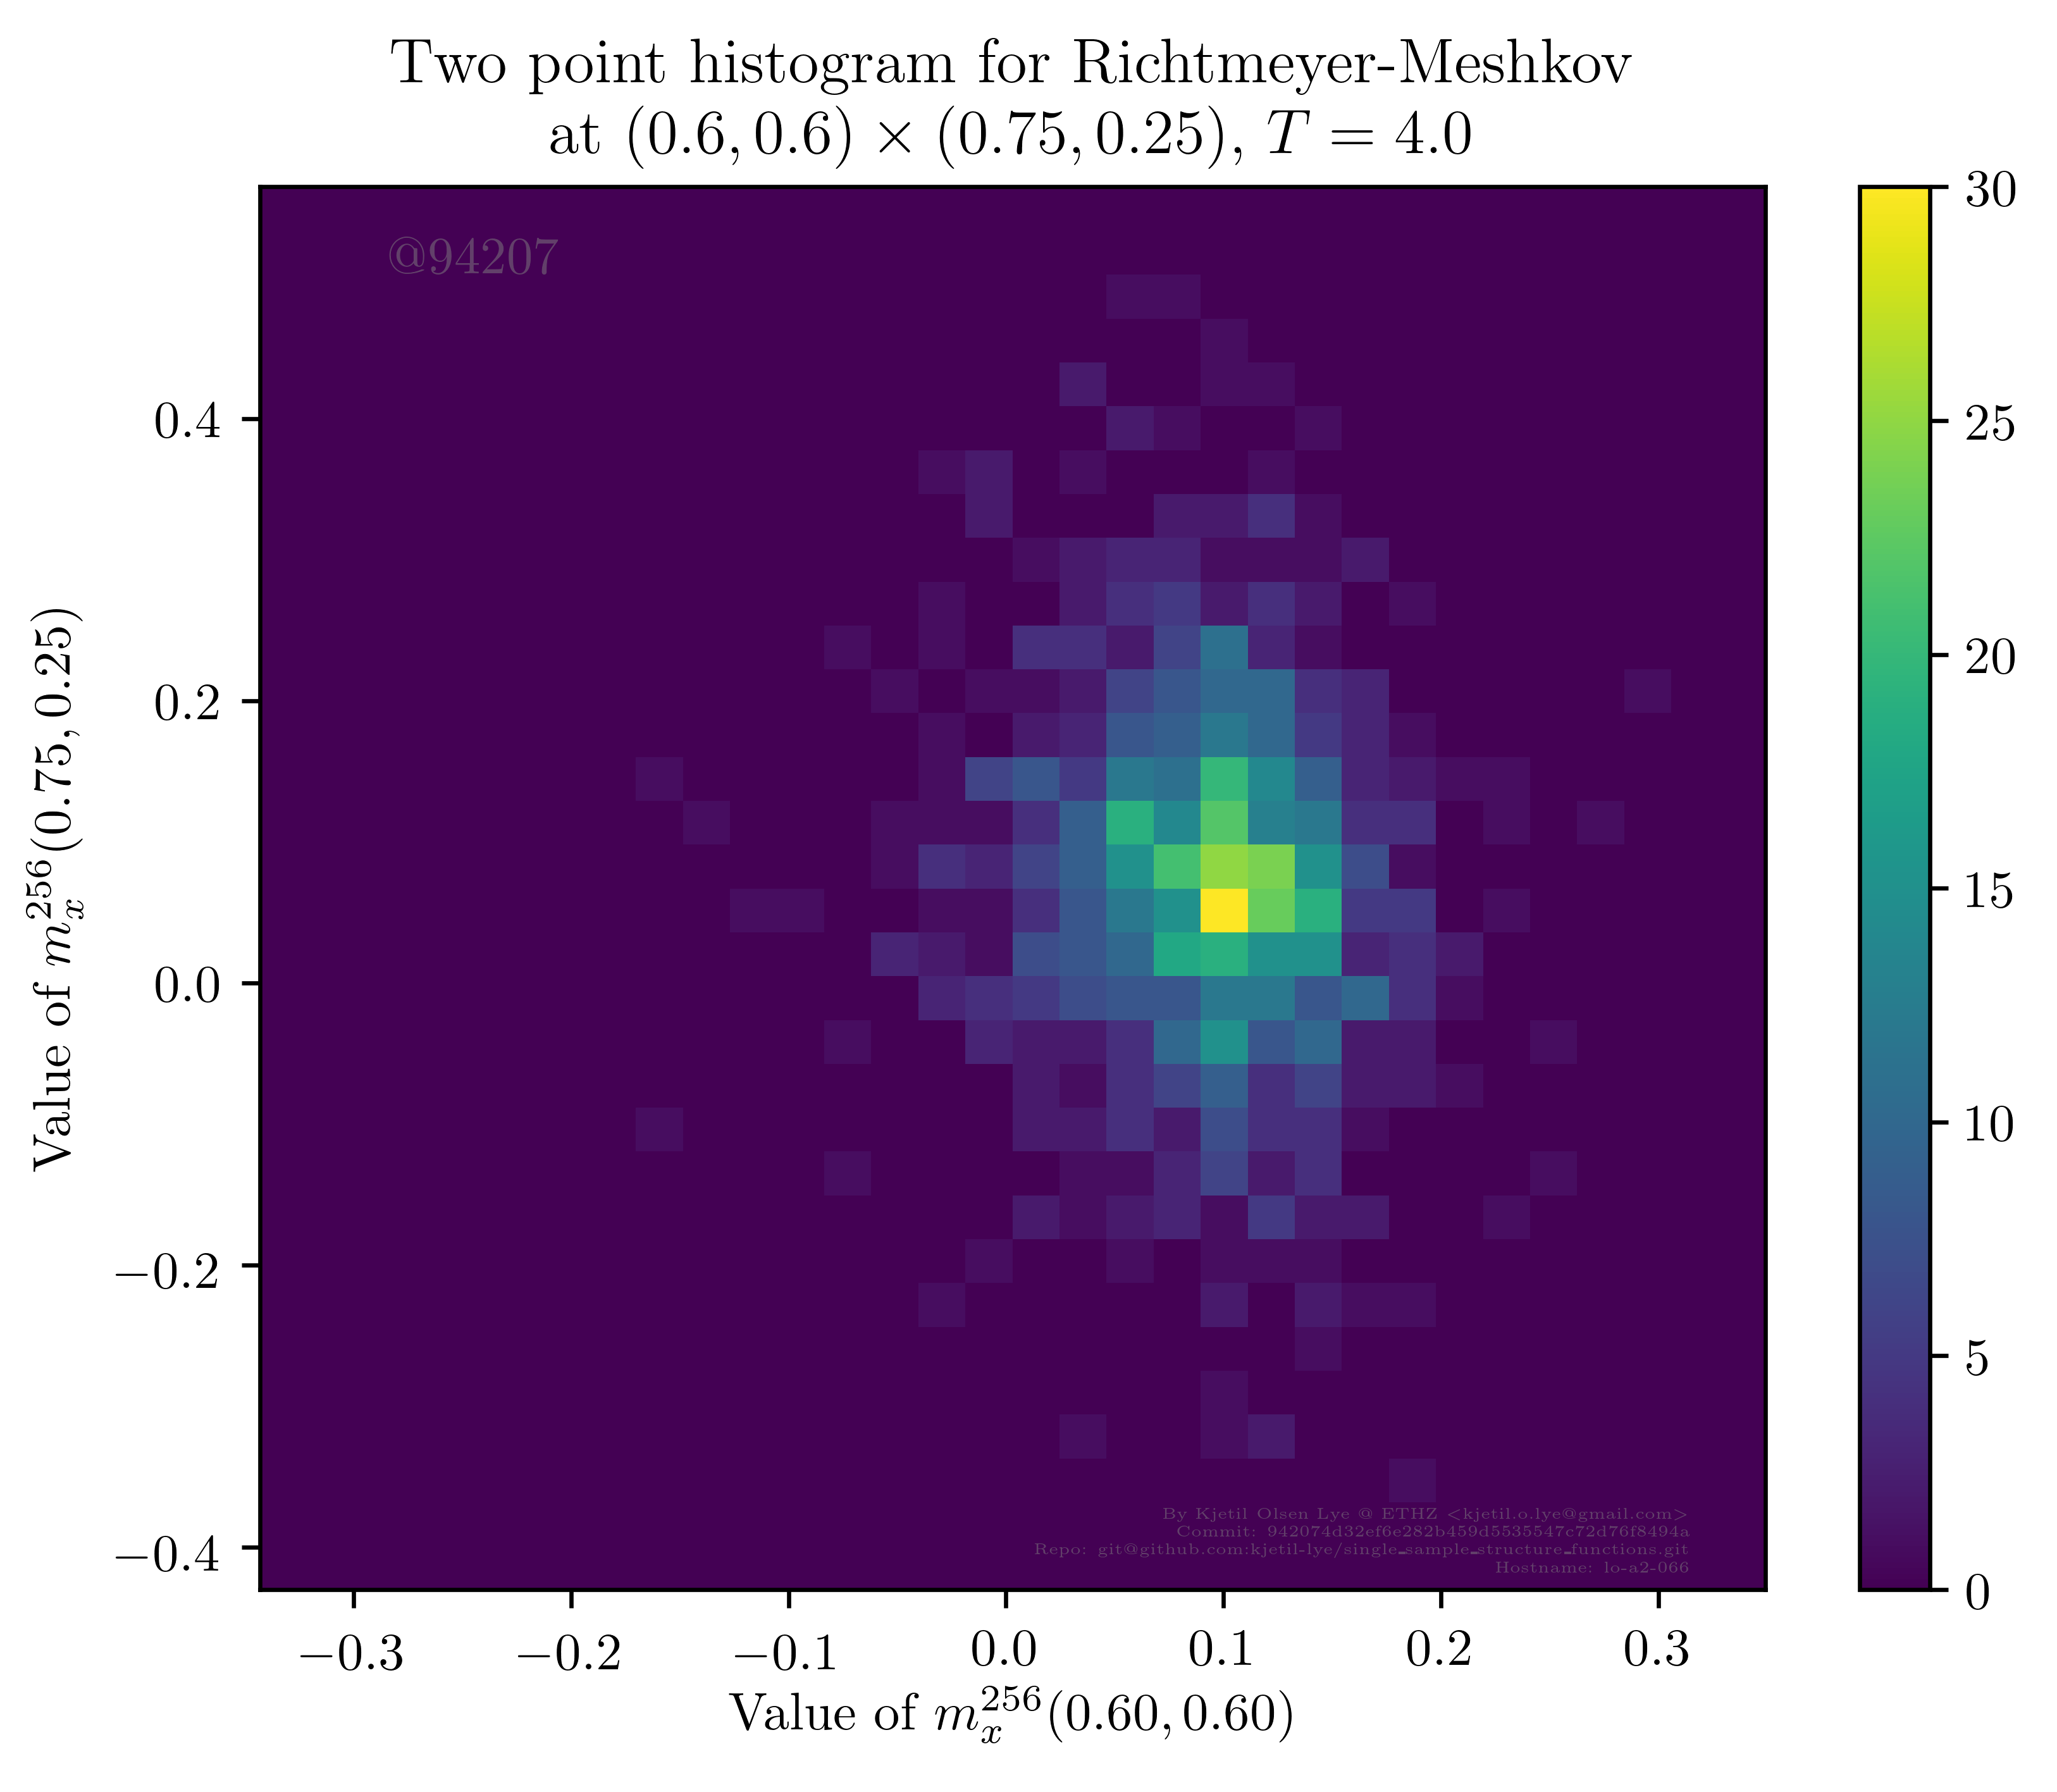 Two point histogram for Richtmeyer-Meshkov
at (0.6, 0.6) × (0.75, 0.25), T = 4.0
@94207
30
25
20
15
10
5
0
Value of m_x^256(0.75, 0.25)
0.4
0.2
0.0
−0.2
−0.4
By Kjetil Olsen Lye @ ETHZ <kjetil.o.lye@gmail.com>
Commit: 942074d32ef6e282b459d5535547c72d76f8494a
Repo: git@github.com:kjetil-lye/single_sample_structure_functions.git
Hostname: lo-a2-066
−0.3 −0.2 −0.1 0.0 0.1 0.2 0.3
Value of m_x^256(0.60, 0.60)